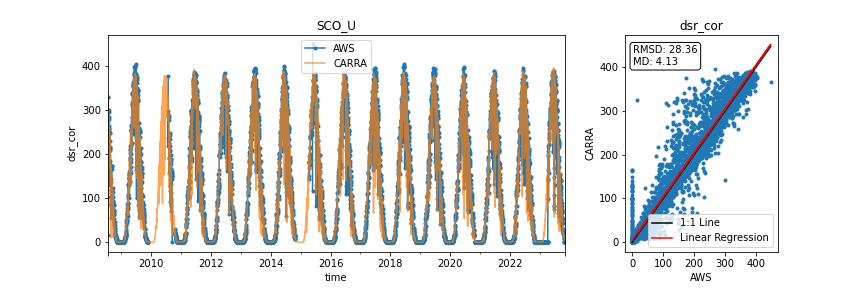 SCO_U
dsr_cor
400
300
200
100
0
2010
2012
2014
2016
2018
2020
2022
time
AWS
CARRA
dsr_cor
CARRA
400
300
200
100
0
0
100
200
300
400
AWS
RMSD: 28.36
MD: 4.13
1:1 Line
Linear Regression